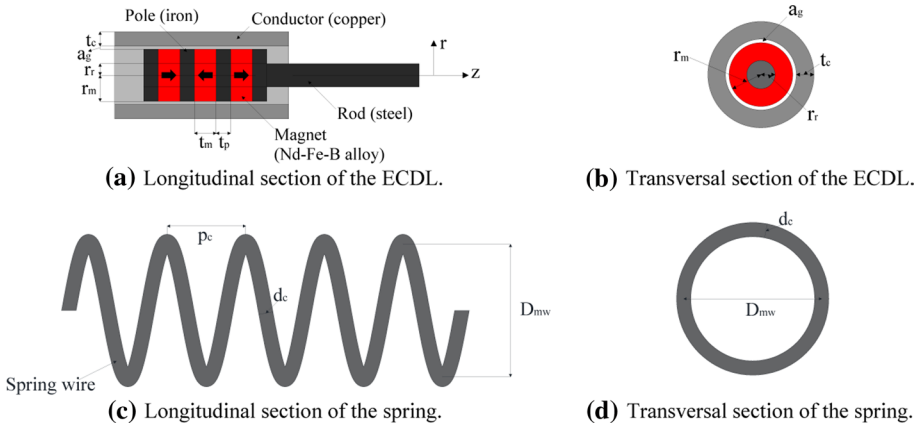 Pole (iron)
Conductor (copper)
t_c
a_g
r_r
r_m
r
z
Rod (steel)
t_m
t_p
Magnet
(Nd-Fe-B alloy)
(a) Longitudinal section of the ECDL.
a_g
r_m
t_c
r_r
(b) Transversal section of the ECDL.
p_c
d_c
D_mw
Spring wire
(c) Longitudinal section of the spring.
d_c
D_mw
(d) Transversal section of the spring.